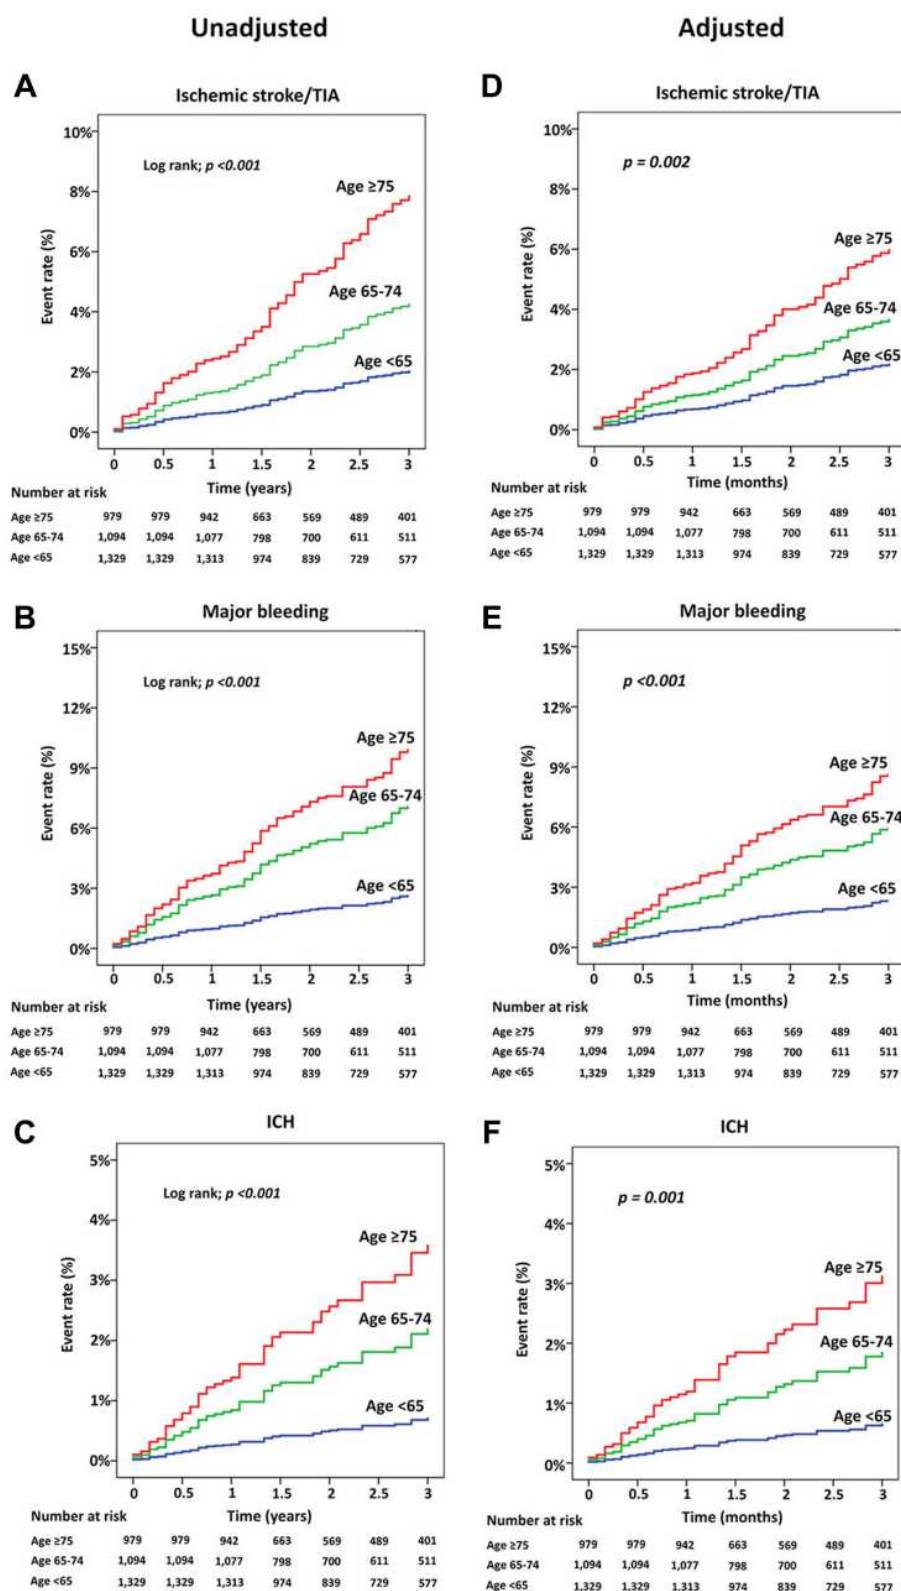 Unadjusted
Adjusted
A
Ischemic stroke/TIA
10%
8%
6%
4%
2%
0%
Event rate (%)
Log rank; p <0.001
Age ≥75
Age 65-74
Age <65
0 0.5 1 1.5 2 2.5 3
Time (years)
Number at risk
Age ≥75 979 979 942 663 569 489 401
Age 65-74 1,094 1,094 1,077 798 700 611 511
Age <65 1,329 1,329 1,313 974 839 729 577
D
Ischemic stroke/TIA
10%
8%
6%
4%
2%
0%
Event rate (%)
p = 0.002
Age ≥75
Age 65-74
Age <65
0 0.5 1 1.5 2 2.5 3
Time (months)
Number at risk
Age ≥75 979 979 942 663 569 489 401
Age 65-74 1,094 1,094 1,077 798 700 611 511
Age <65 1,329 1,329 1,313 974 839 729 577
B
Major bleeding
15%
12%
9%
6%
3%
0%
Event rate (%)
Log rank; p <0.001
Age ≥75
Age 65-74
Age <65
0 0.5 1 1.5 2 2.5 3
Time (years)
Number at risk
Age ≥75 979 979 942 663 569 489 401
Age 65-74 1,094 1,094 1,077 798 700 611 511
Age <65 1,329 1,329 1,313 974 839 729 577
E
Major bleeding
15%
12%
9%
6%
3%
0%
Event rate (%)
p <0.001
Age ≥75
Age 65-74
Age <65
0 0.5 1 1.5 2 2.5 3
Time (months)
Number at risk
Age ≥75 979 979 942 663 569 489 401
Age 65-74 1,094 1,094 1,077 798 700 611 511
Age <65 1,329 1,329 1,313 974 839 729 577
C
ICH
5%
4%
3%
2%
1%
0%
Event rate (%)
Log rank; p <0.001
Age ≥75
Age 65-74
Age <65
0 0.5 1 1.5 2 2.5 3
Time (years)
Number at risk
Age ≥75 979 979 942 663 569 489 401
Age 65-74 1,094 1,094 1,077 798 700 611 511
Age <65 1,329 1,329 1,313 974 839 729 577
F
ICH
5%
4%
3%
2%
1%
0%
Event rate (%)
p = 0.001
Age ≥75
Age 65-74
Age <65
0 0.5 1 1.5 2 2.5 3
Time (months)
Number at risk
Age ≥75 979 979 942 663 569 489 401
Age 65-74 1,094 1,094 1,077 798 700 611 511
Age <65 1,329 1,329 1,313 974 839 729 577